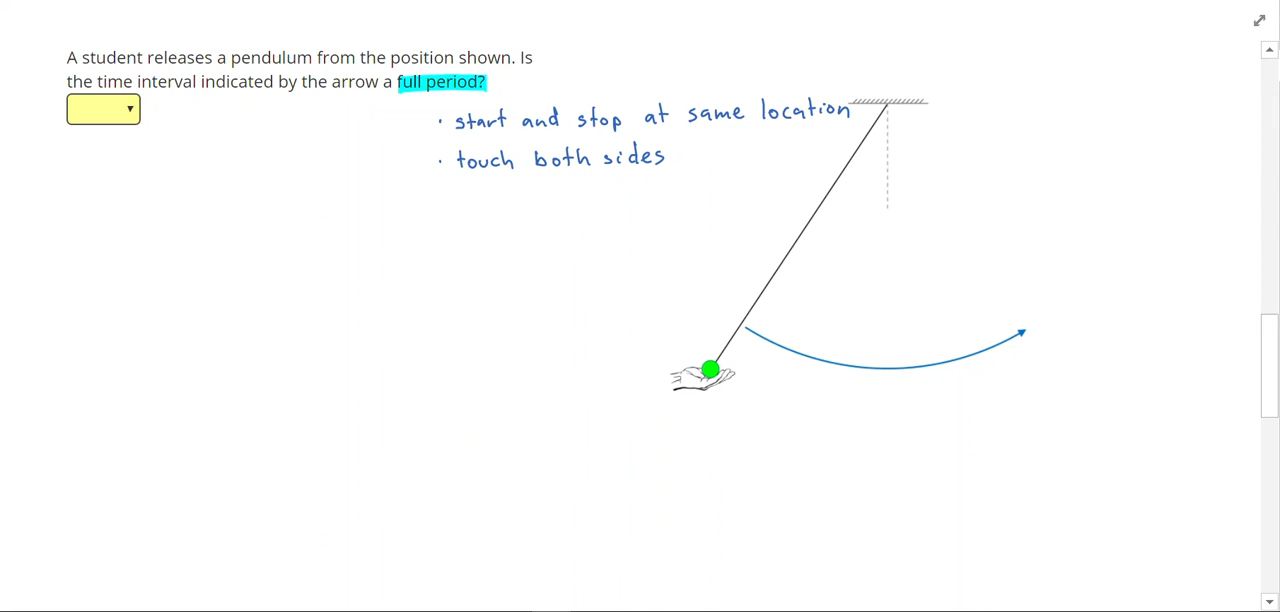 A student releases a pendulum from the position shown. Is
the time interval indicated by the arrow a full period?
· start and stop at same location
· touch both sides